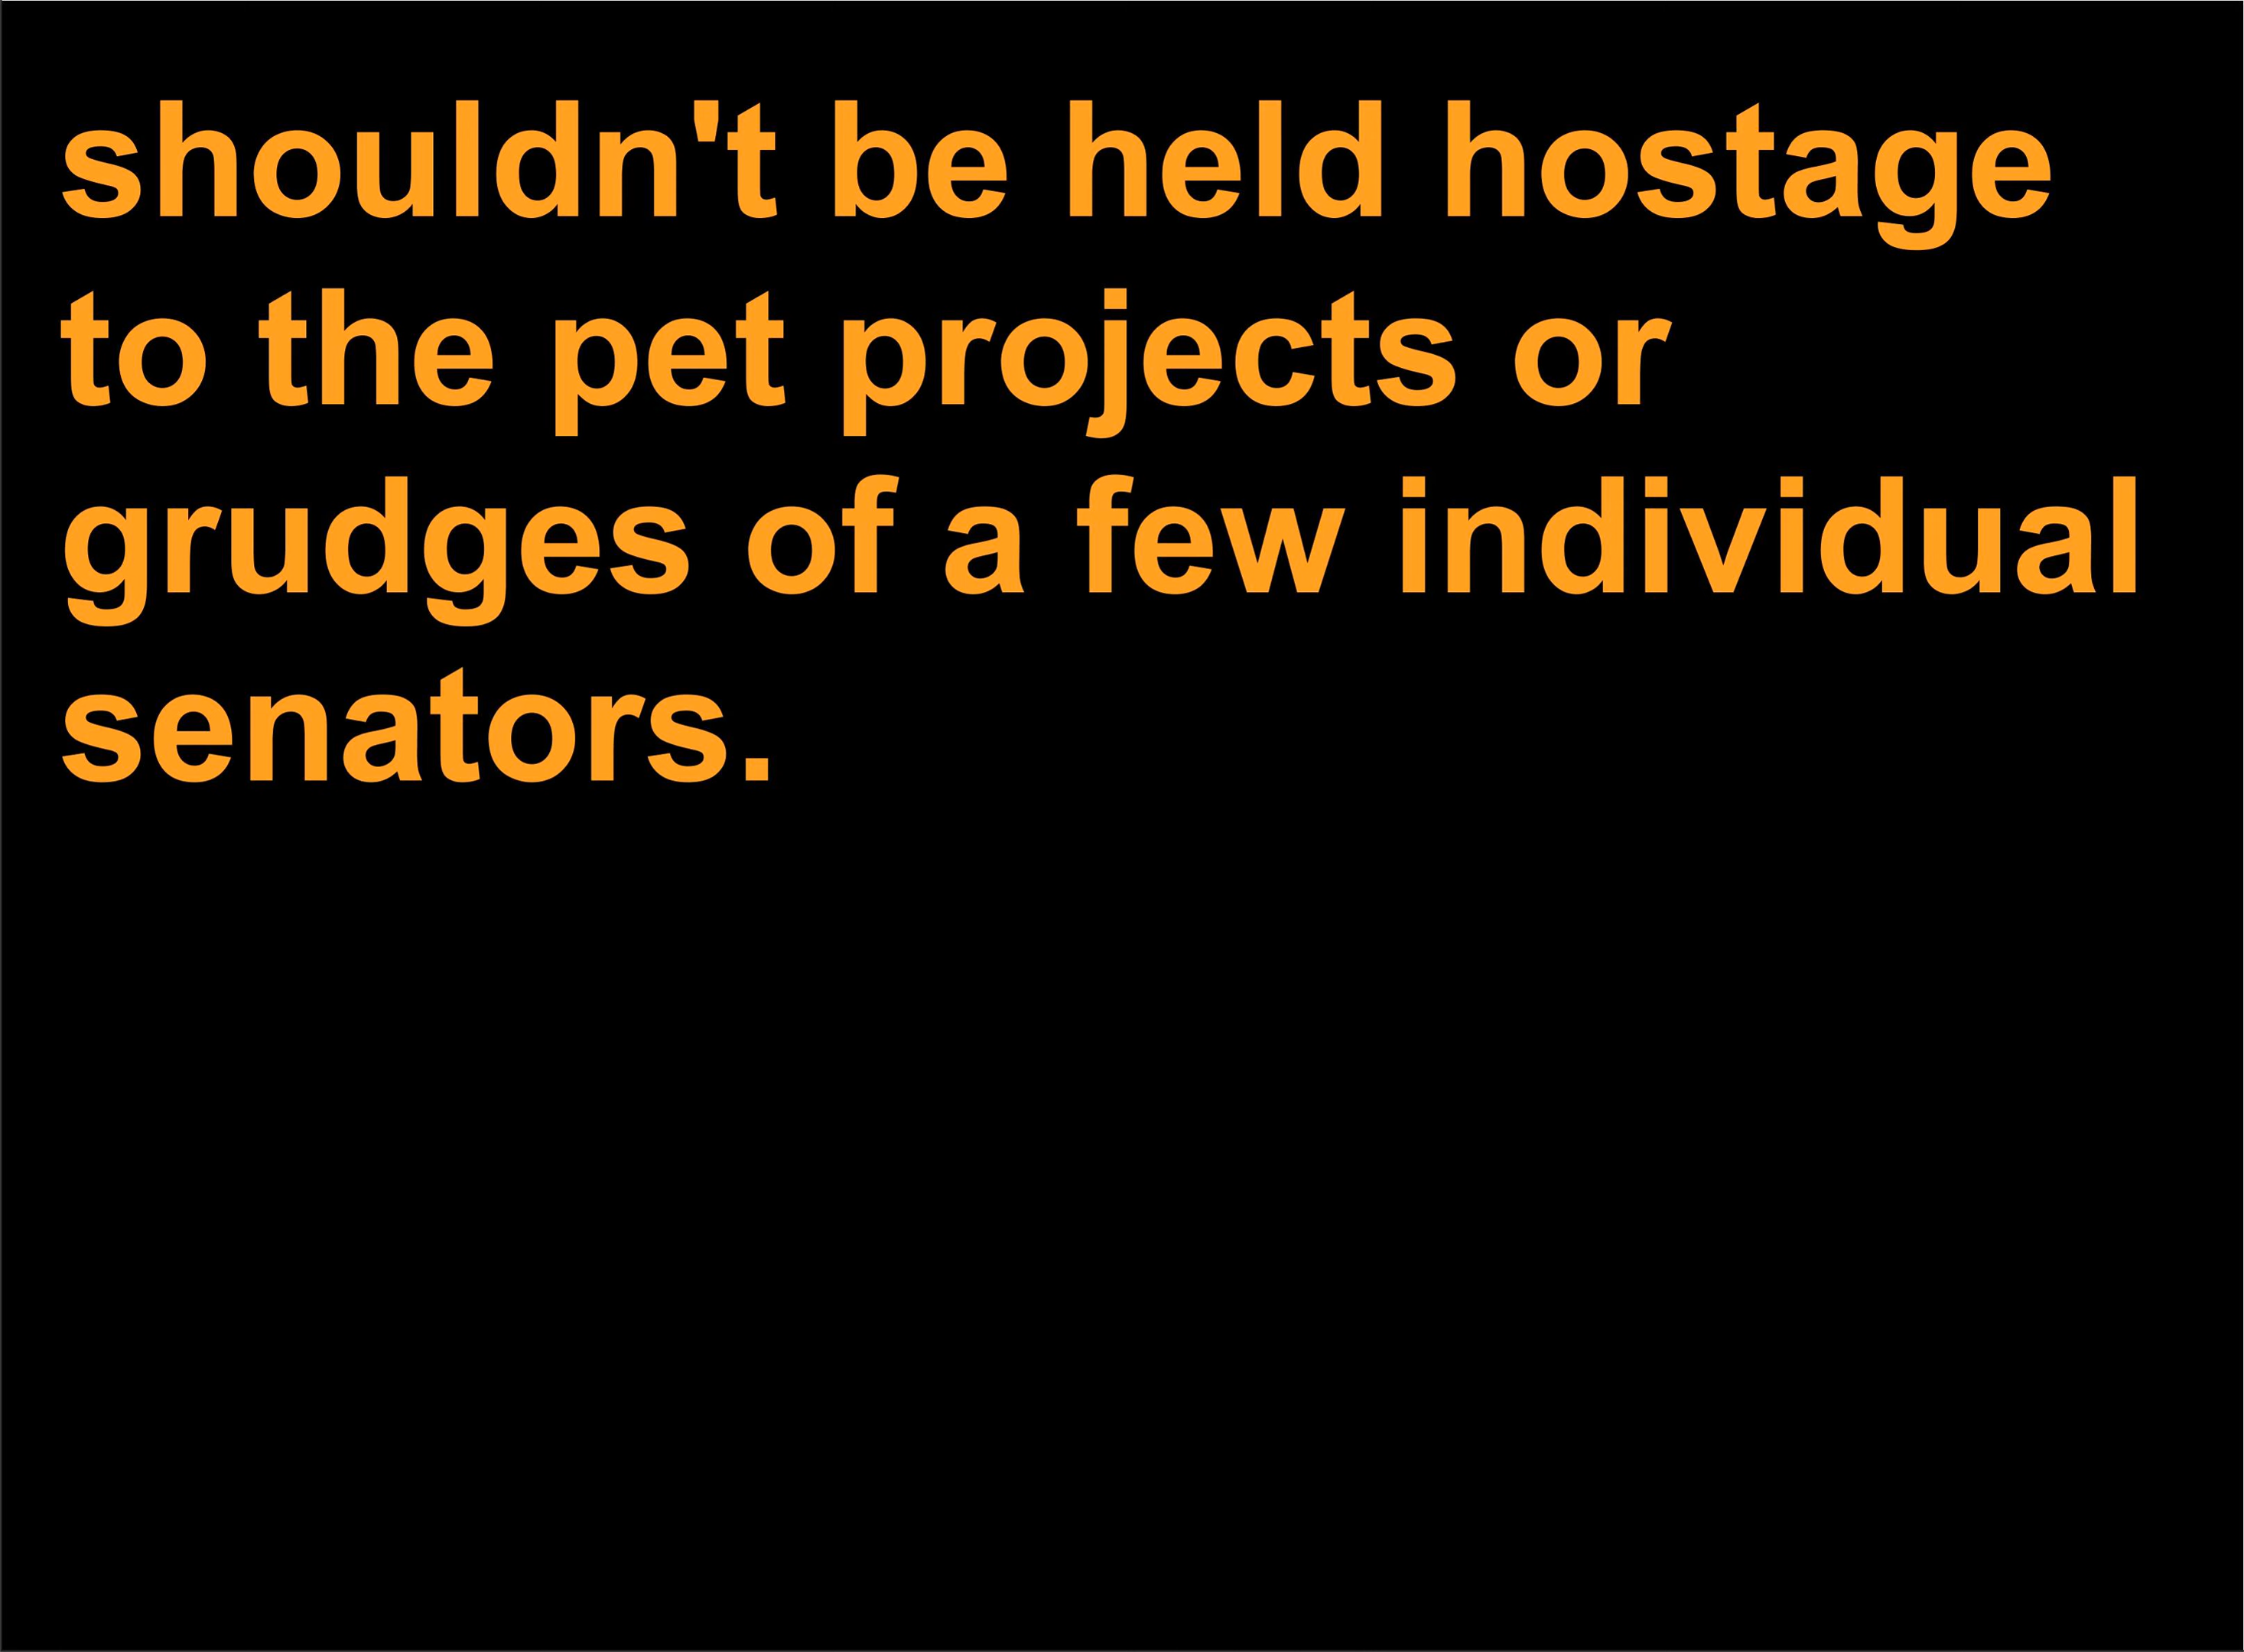 shouldn't be held hostage
to the pet projects or
grudges of a few individual
senators.